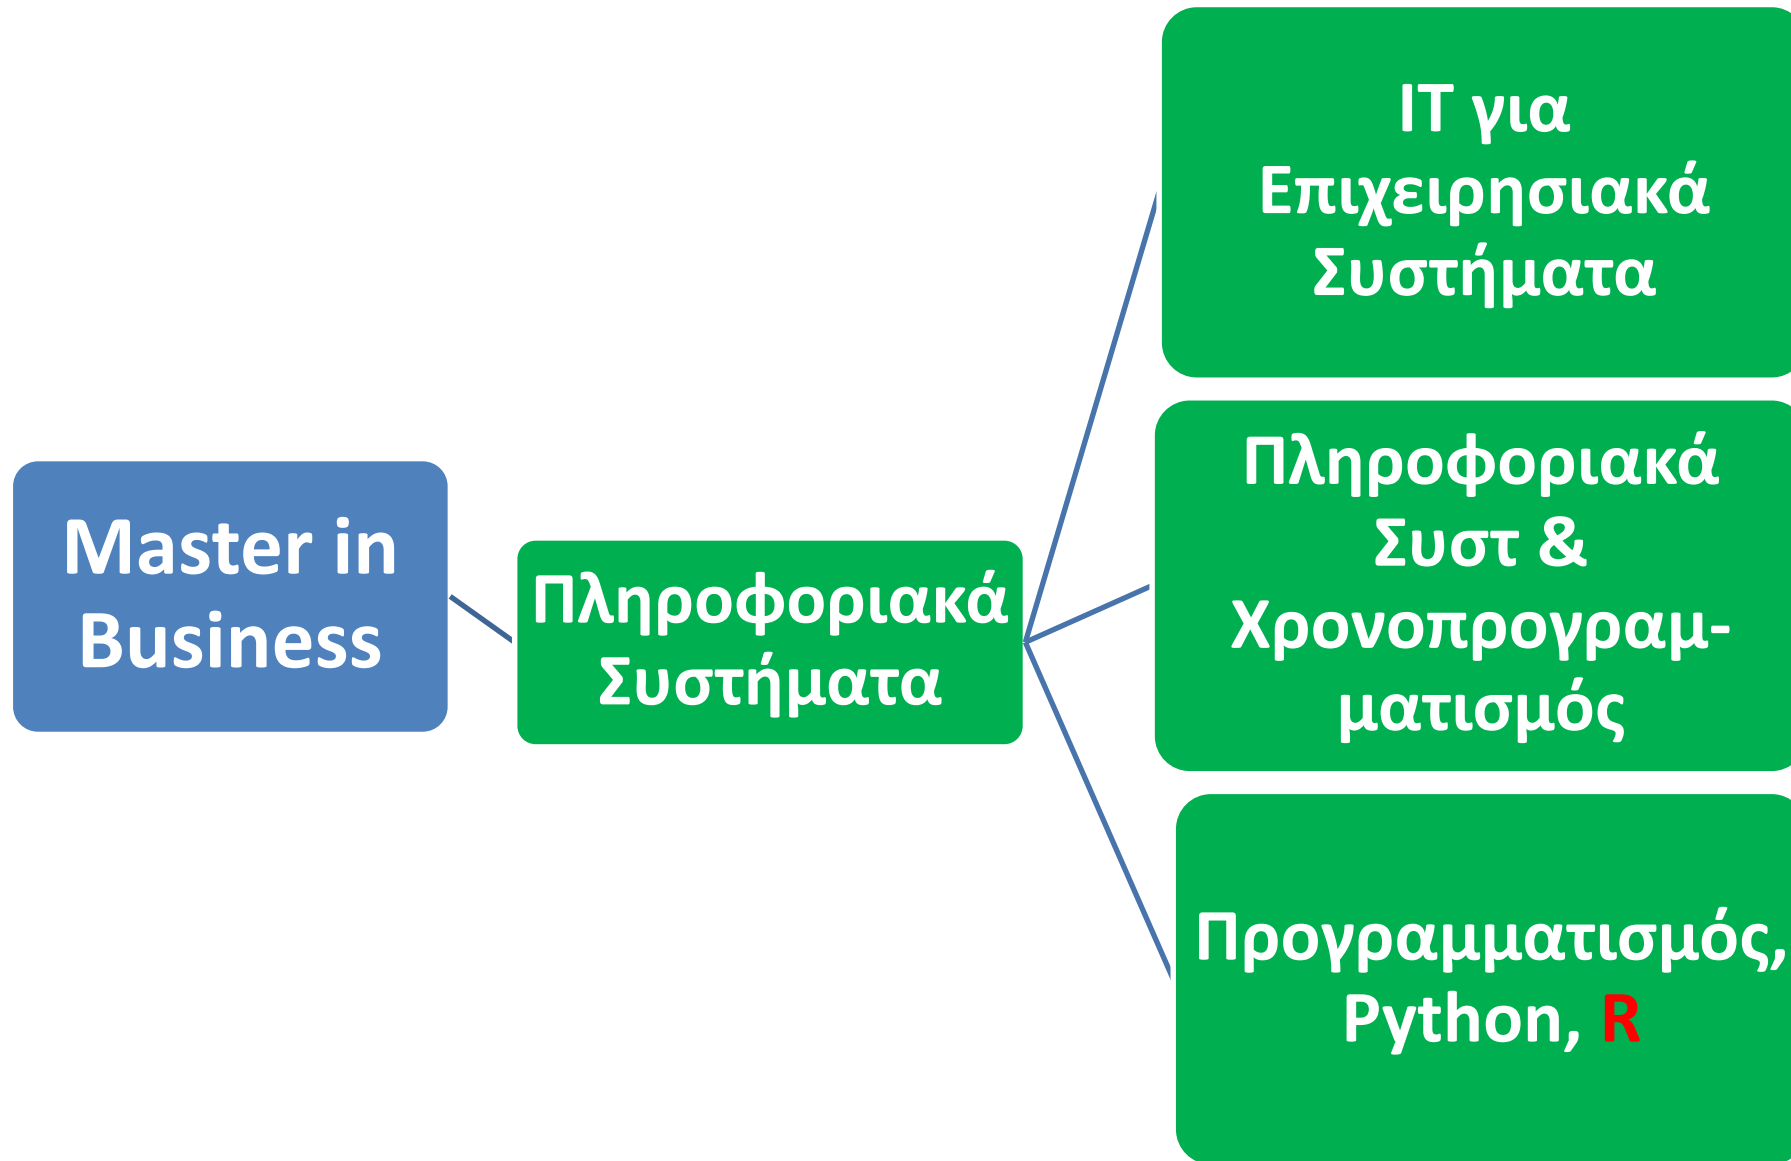 Master in
Business
Πληροφοριακά
Συστήματα
IT για
Επιχειρησιακά
Συστήματα
Πληροφοριακά
Συστ &
Χρονοπρογραμ-
ματισμός
Προγραμματισμός,
Python, R